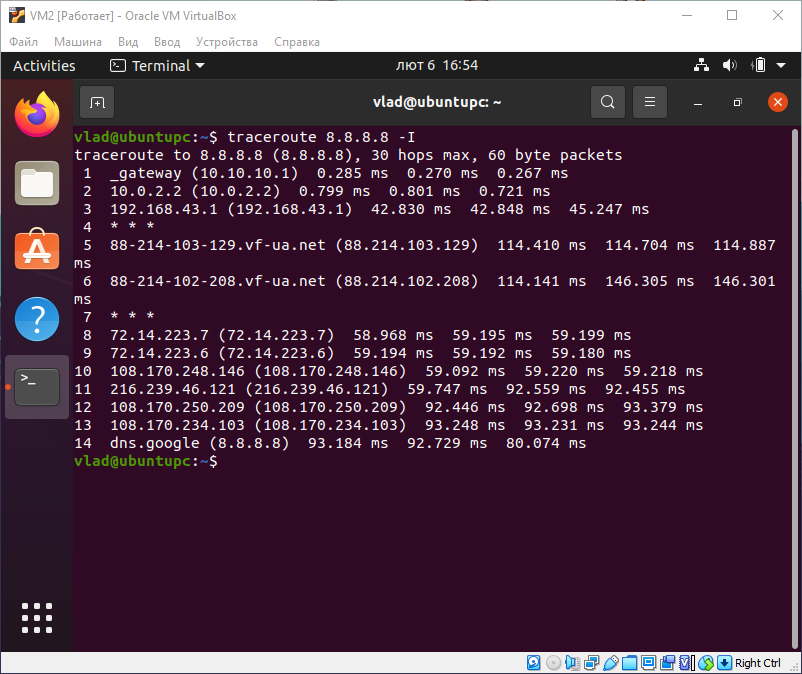 VM2 [Работает] - Oracle VM VirtualBox
Файл Машина Вид Ввод Устройства Справка
Activities Terminal лют 6 16:54
vlad@ubuntupc: ~
vlad@ubuntupc:~$ traceroute 8.8.8.8 -I
traceroute to 8.8.8.8 (8.8.8.8), 30 hops max, 60 byte packets
 1  _gateway (10.10.10.1)  0.285 ms  0.270 ms  0.267 ms
 2  10.0.2.2 (10.0.2.2)  0.799 ms  0.801 ms  0.721 ms
 3  192.168.43.1 (192.168.43.1)  42.830 ms  42.848 ms  45.247 ms
 4  * * *
 5  88-214-103-129.vf-ua.net (88.214.103.129)  114.410 ms  114.704 ms  114.887
ms
 6  88-214-102-208.vf-ua.net (88.214.102.208)  114.141 ms  146.305 ms  146.301
ms
 7  * * *
 8  72.14.223.7 (72.14.223.7)  58.968 ms  59.195 ms  59.199 ms
 9  72.14.223.6 (72.14.223.6)  59.194 ms  59.192 ms  59.180 ms
10  108.170.248.146 (108.170.248.146)  59.092 ms  59.220 ms  59.218 ms
11  216.239.46.121 (216.239.46.121)  59.747 ms  92.559 ms  92.455 ms
12  108.170.250.209 (108.170.250.209)  92.446 ms  92.698 ms  93.379 ms
13  108.170.234.103 (108.170.234.103)  93.248 ms  93.231 ms  93.244 ms
14  dns.google (8.8.8.8)  93.184 ms  92.729 ms  80.074 ms
vlad@ubuntupc:~$
Right Ctrl